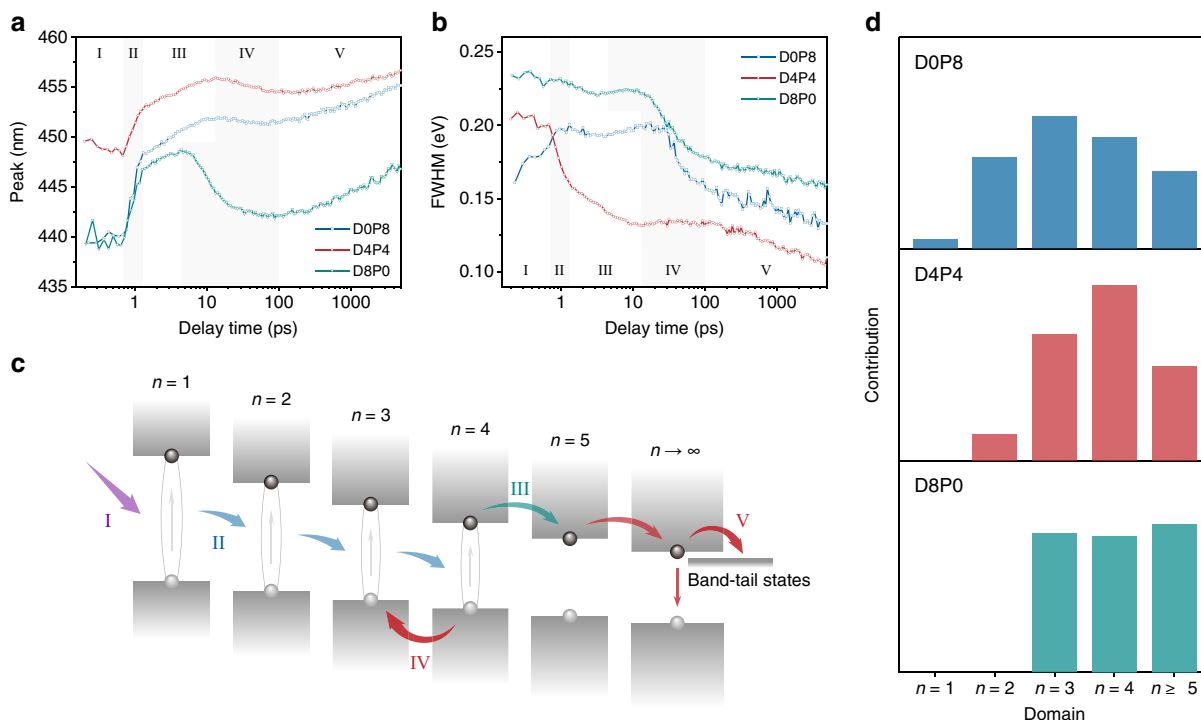 a
460
455
450
445
440
435
Peak (nm)
I II III IV V
D0P8
D4P4
D8P0
1 10 100 1000
Delay time (ps)
b
0.25
0.20
0.15
0.10
FWHM (eV)
D0P8
D4P4
D8P0
I II III IV V
1 10 100 1000
Delay time (ps)
c
n = 1
n = 2
n = 3
n = 4
n = 5
n → ∞
I
II
III
IV
V
Band-tail states
d
D0P8
D4P4
D8P0
Contribution
n = 1 n = 2 n = 3 n = 4 n ≥ 5
Domain